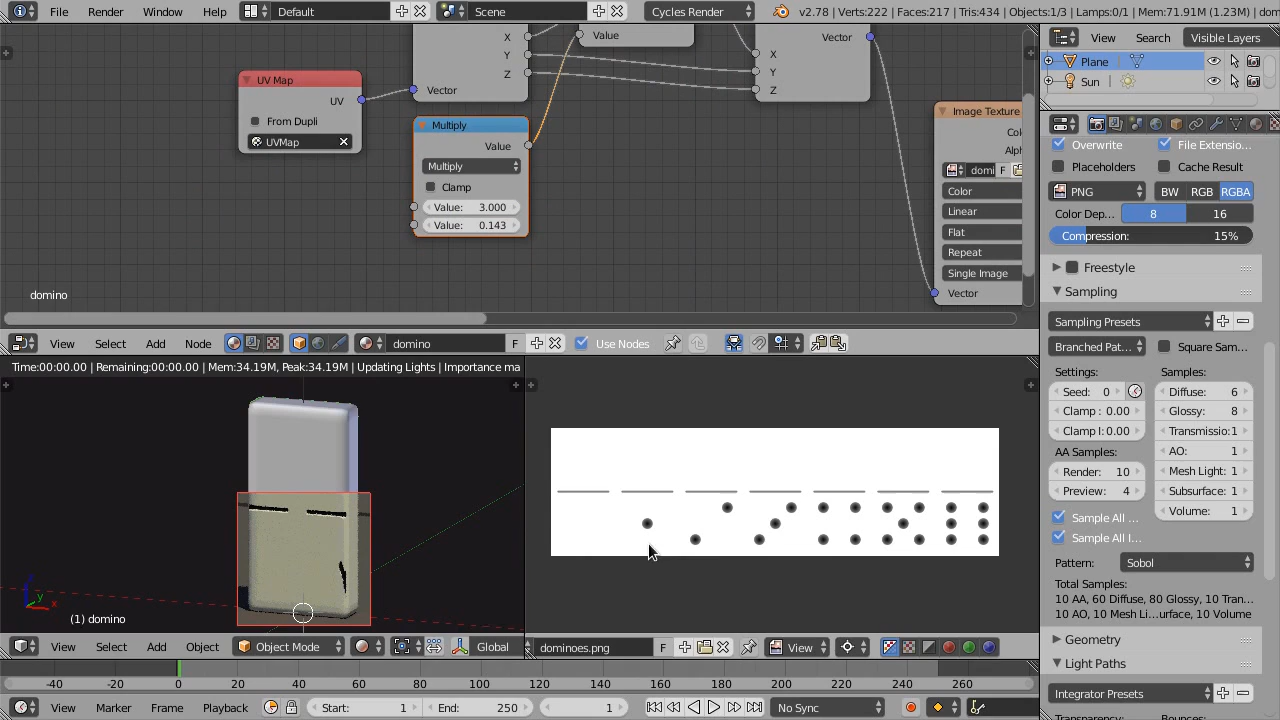 File
Render
Window
Help
Default
Scene
Cycles Render
v2.78 | Verts:222 | Faces:217 | Tris:434 | Objects:1/3 | Lamps:0/1 | Mem:71.91M (1.23M) | dom
X
Y
Z
Vector
Value
Vector
X
Y
Z
UV Map
UV
From Dupli
UVMap
Multiply
Value
Multiply
Clamp
Value: 3.000
Value: 0.143
Image Texture
Colo
Alph
domi
F
Color
Linear
Flat
Repeat
Single Image
Vector
domino
View
Select
Add
Node
domino
F
Use Nodes
Time:00:00.00 | Remaining:00:00.00 | Mem:34.19M, Peak:34.19M | Updating Lights | Importance ma
z
y
x
(1) domino
View
Select
Add
Object
Object Mode
Global
dominoes.png
F
View
-40
-20
0
20
40
60
80
100
120
140
160
180
200
220
240
260
View
Marker
Frame
Playback
Start: 1
End: 250
1
No Sync
View
Search
Visible Layers
Plane
Sun
Overwrite
File Extensio...
Placeholders
Cache Result
PNG
BW
RGB
RGBA
Color Dep...
8
16
Compression: 15%
Freestyle
Sampling
Sampling Presets
Branched Pat...
Square Sam...
Settings:
Samples:
Seed: 0
Diffuse: 6
Clamp : 0.00
Glossy: 8
Clamp I: 0.00
Transmissio: 1
AA Samples:
AO: 1
Render: 10
Mesh Light: 1
Preview: 4
Subsurface: 1
Sample All ...
Volume: 1
Sample All I...
Pattern:
Sobol
Total Samples:
10 AA, 60 Diffuse, 80 Glossy, 10 Tran...
10 AO, 10 Mesh Li...urface, 10 Volume
Geometry
Light Paths
Integrator Presets